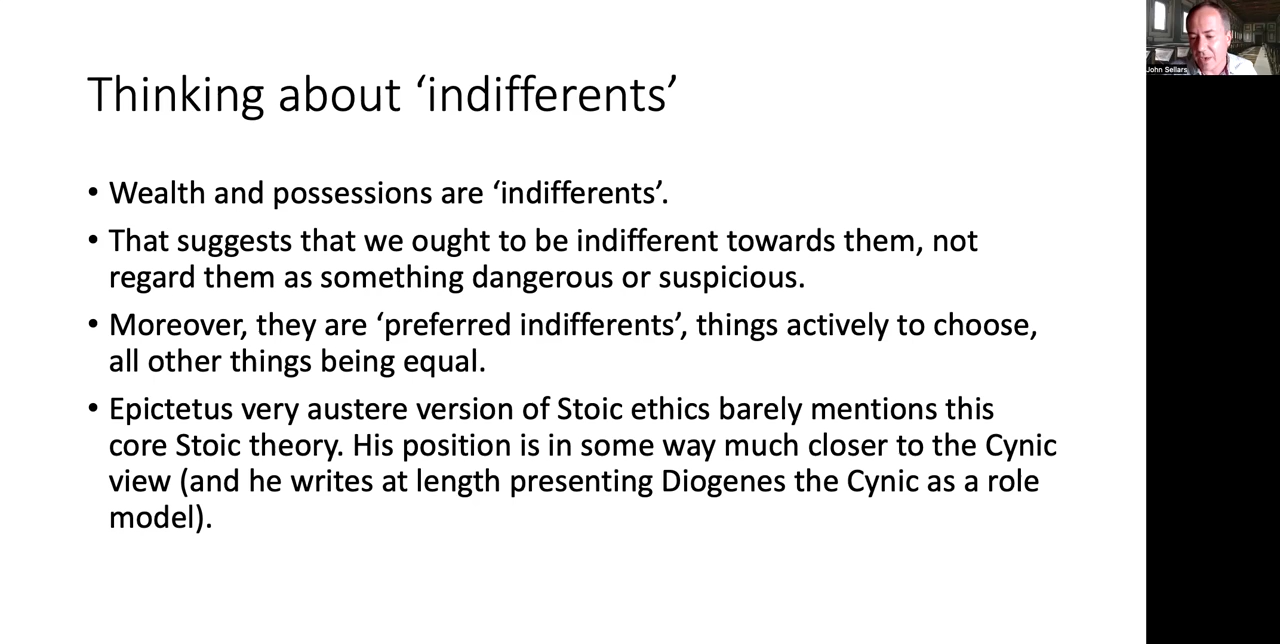 Thinking about ‘indifferents’
• Wealth and possessions are ‘indifferents’.
• That suggests that we ought to be indifferent towards them, not
regard them as something dangerous or suspicious.
• Moreover, they are ‘preferred indifferents’, things actively to choose,
all other things being equal.
• Epictetus very austere version of Stoic ethics barely mentions this
core Stoic theory. His position is in some way much closer to the Cynic
view (and he writes at length presenting Diogenes the Cynic as a role
model).
John Sellars